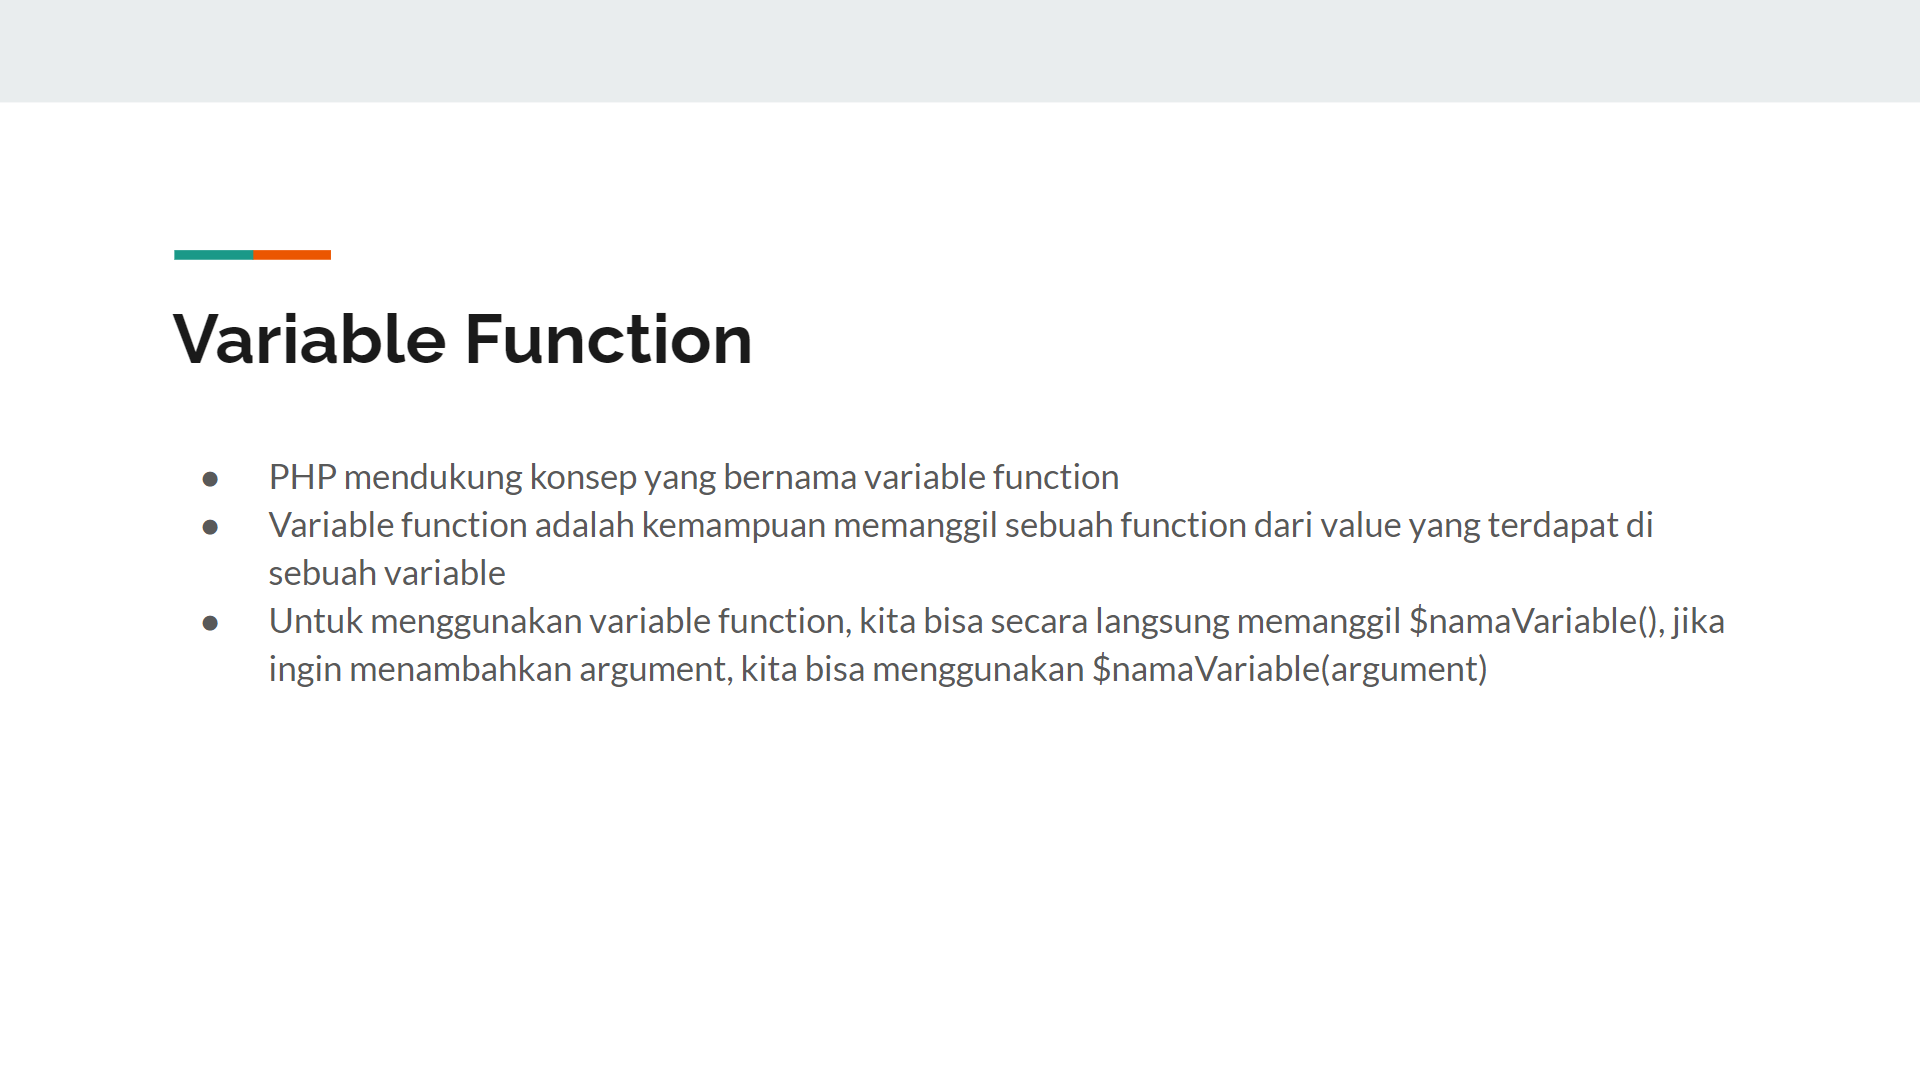 Variable Function
● PHP mendukung konsep yang bernama variable function
● Variable function adalah kemampuan memanggil sebuah function dari value yang terdapat di
sebuah variable
● Untuk menggunakan variable function, kita bisa secara langsung memanggil $namaVariable(), jika
ingin menambahkan argument, kita bisa menggunakan $namaVariable(argument)